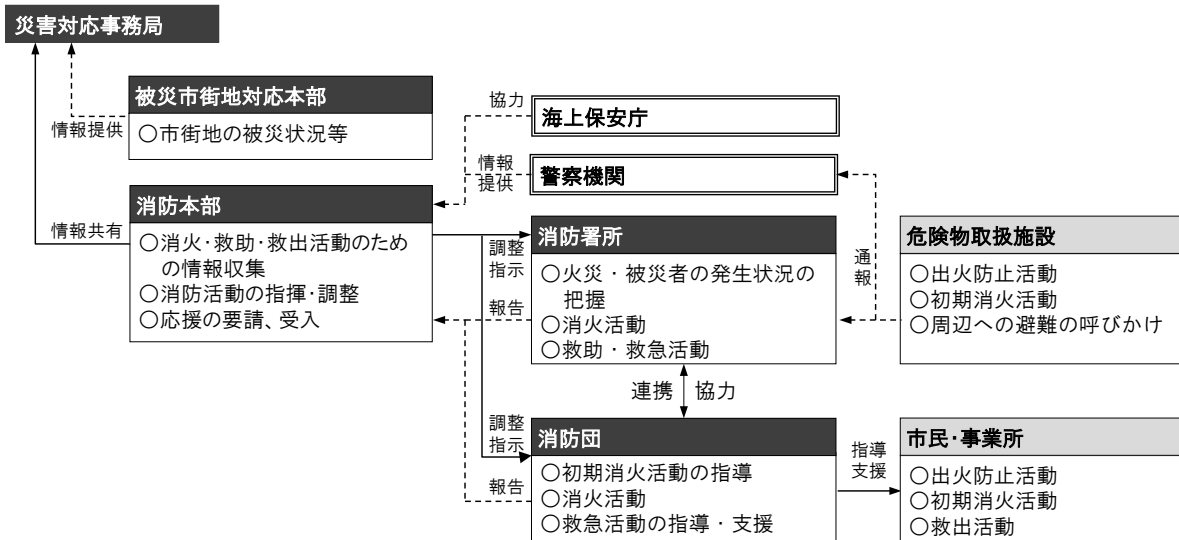 災害対応事務局
被災市街地対応本部
○市街地の被災状況等
情報提供
協力
海上保安庁
情報
提供
警察機関
消防本部
○消火・救助・救出活動のため
の情報収集
○消防活動の指揮・調整
○応援の要請、受入
情報共有
調整
指示
報告
消防署所
○火災・被災者の発生状況の
把握
○消火活動
○救助・救急活動
通
報
危険物取扱施設
○出火防止活動
○初期消火活動
○周辺への避難の呼びかけ
連携
協力
調整
指示
報告
消防団
○初期消火活動の指導
○消火活動
○救急活動の指導・支援
指導
支援
市民・事業所
○出火防止活動
○初期消火活動
○救出活動